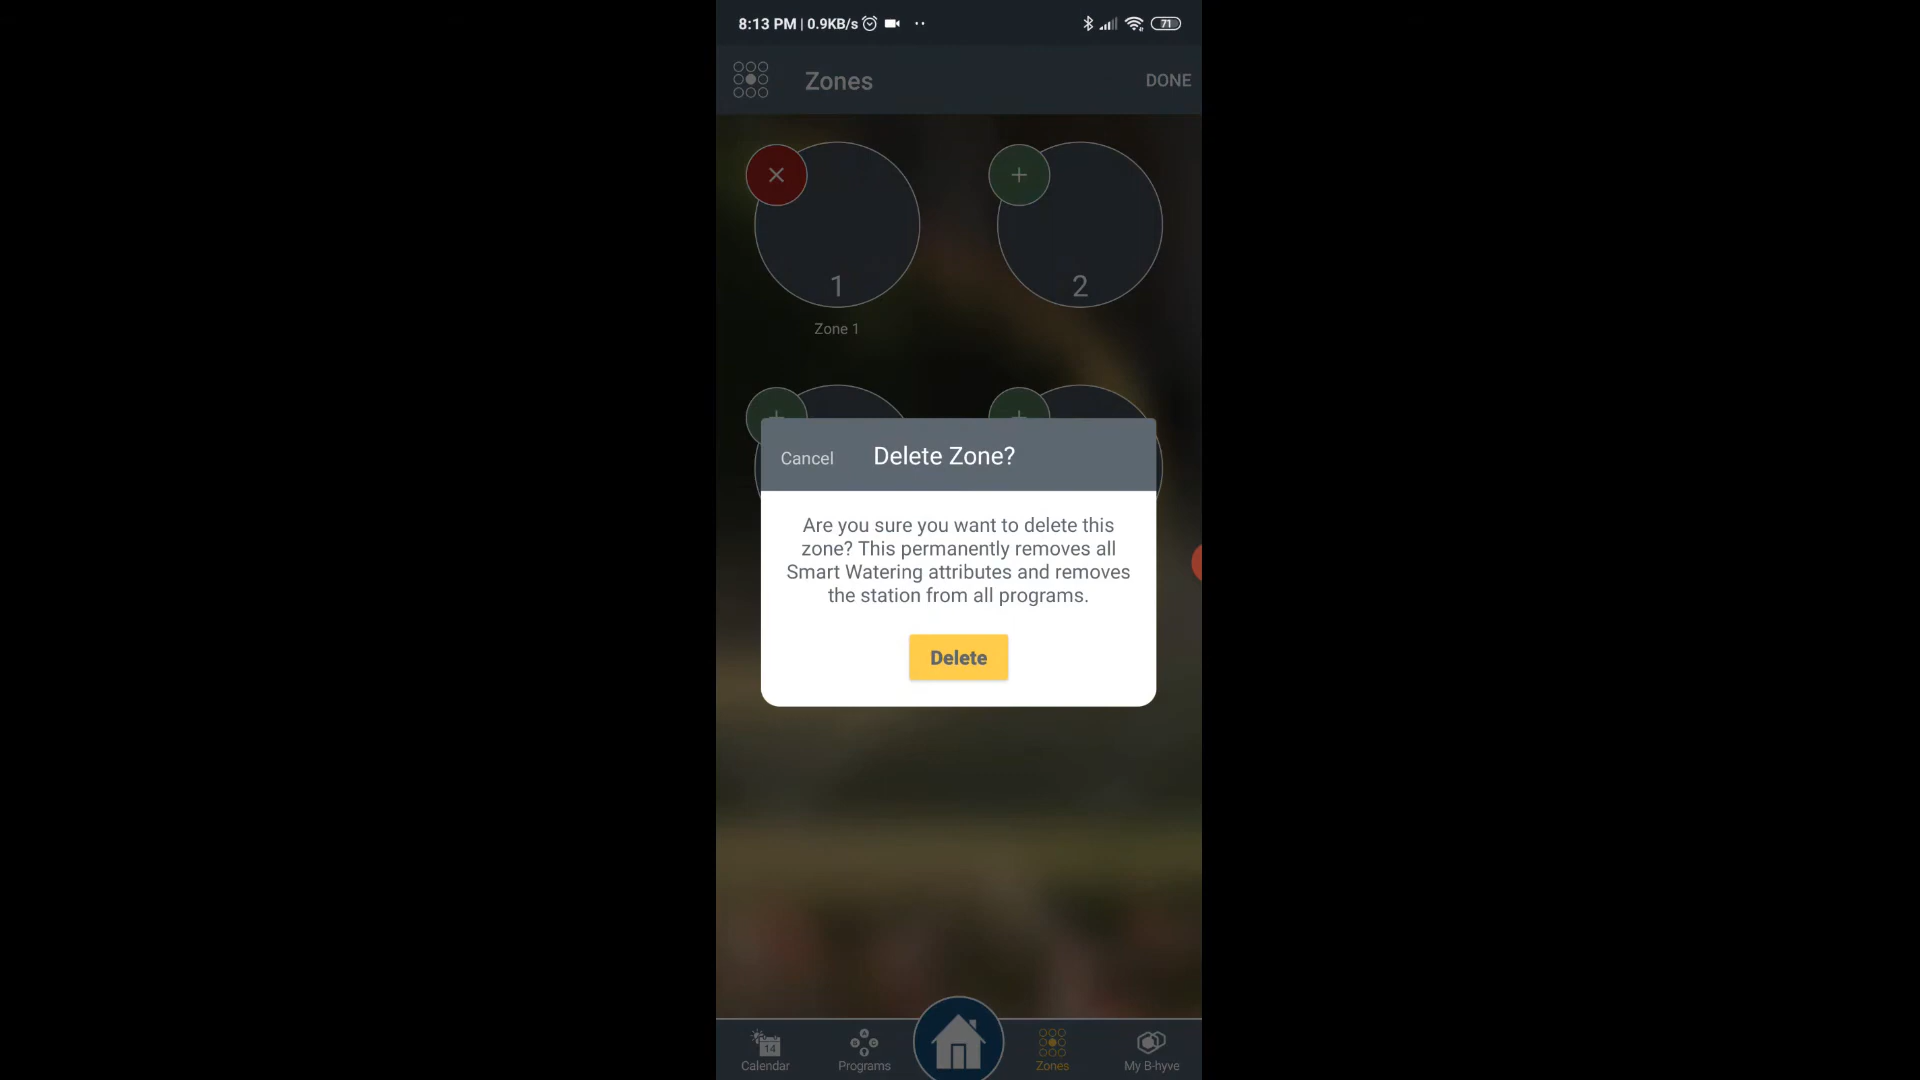 8:13 PM | 0.9KB/s
71
Zones
DONE
1
2
Zone 1
Cancel
Delete Zone?
Are you sure you want to delete this
zone? This permanently removes all
Smart Watering attributes and removes
the station from all programs.
Delete
14
Calendar
Programs
Zones
My B-hyve